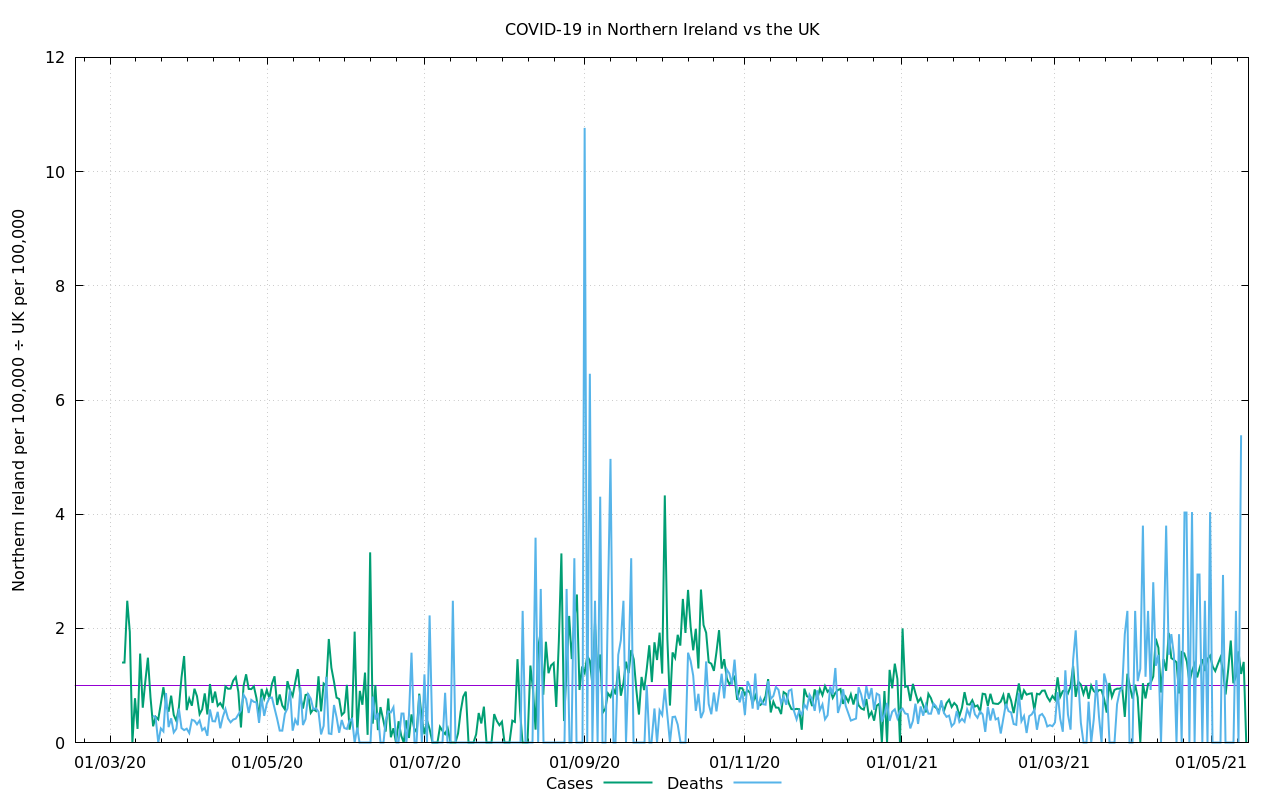 COVID-19 in Northern Ireland vs the UK
Northern Ireland per 100,000 ÷ UK per 100,000
12
10
8
6
4
2
0
01/03/20 01/05/20 01/07/20 01/09/20 01/11/20 01/01/21 01/03/21 01/05/21
Cases Deaths